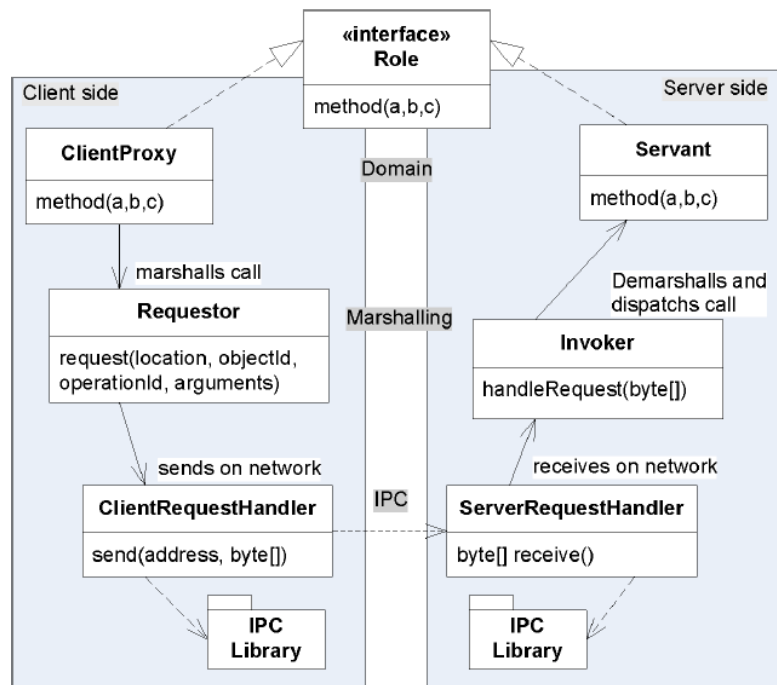 «interface»
Role
method(a,b,c)
Client side
Server side
ClientProxy
method(a,b,c)
Domain
Servant
method(a,b,c)
marshalls call
Demarshalls and
dispatchs call
Requestor
request(location, objectId,
operationId, arguments)
Marshalling
Invoker
handleRequest(byte[])
sends on network
receives on network
ClientRequestHandler
send(address, byte[])
IPC
ServerRequestHandler
byte[] receive()
IPC
Library
IPC
Library